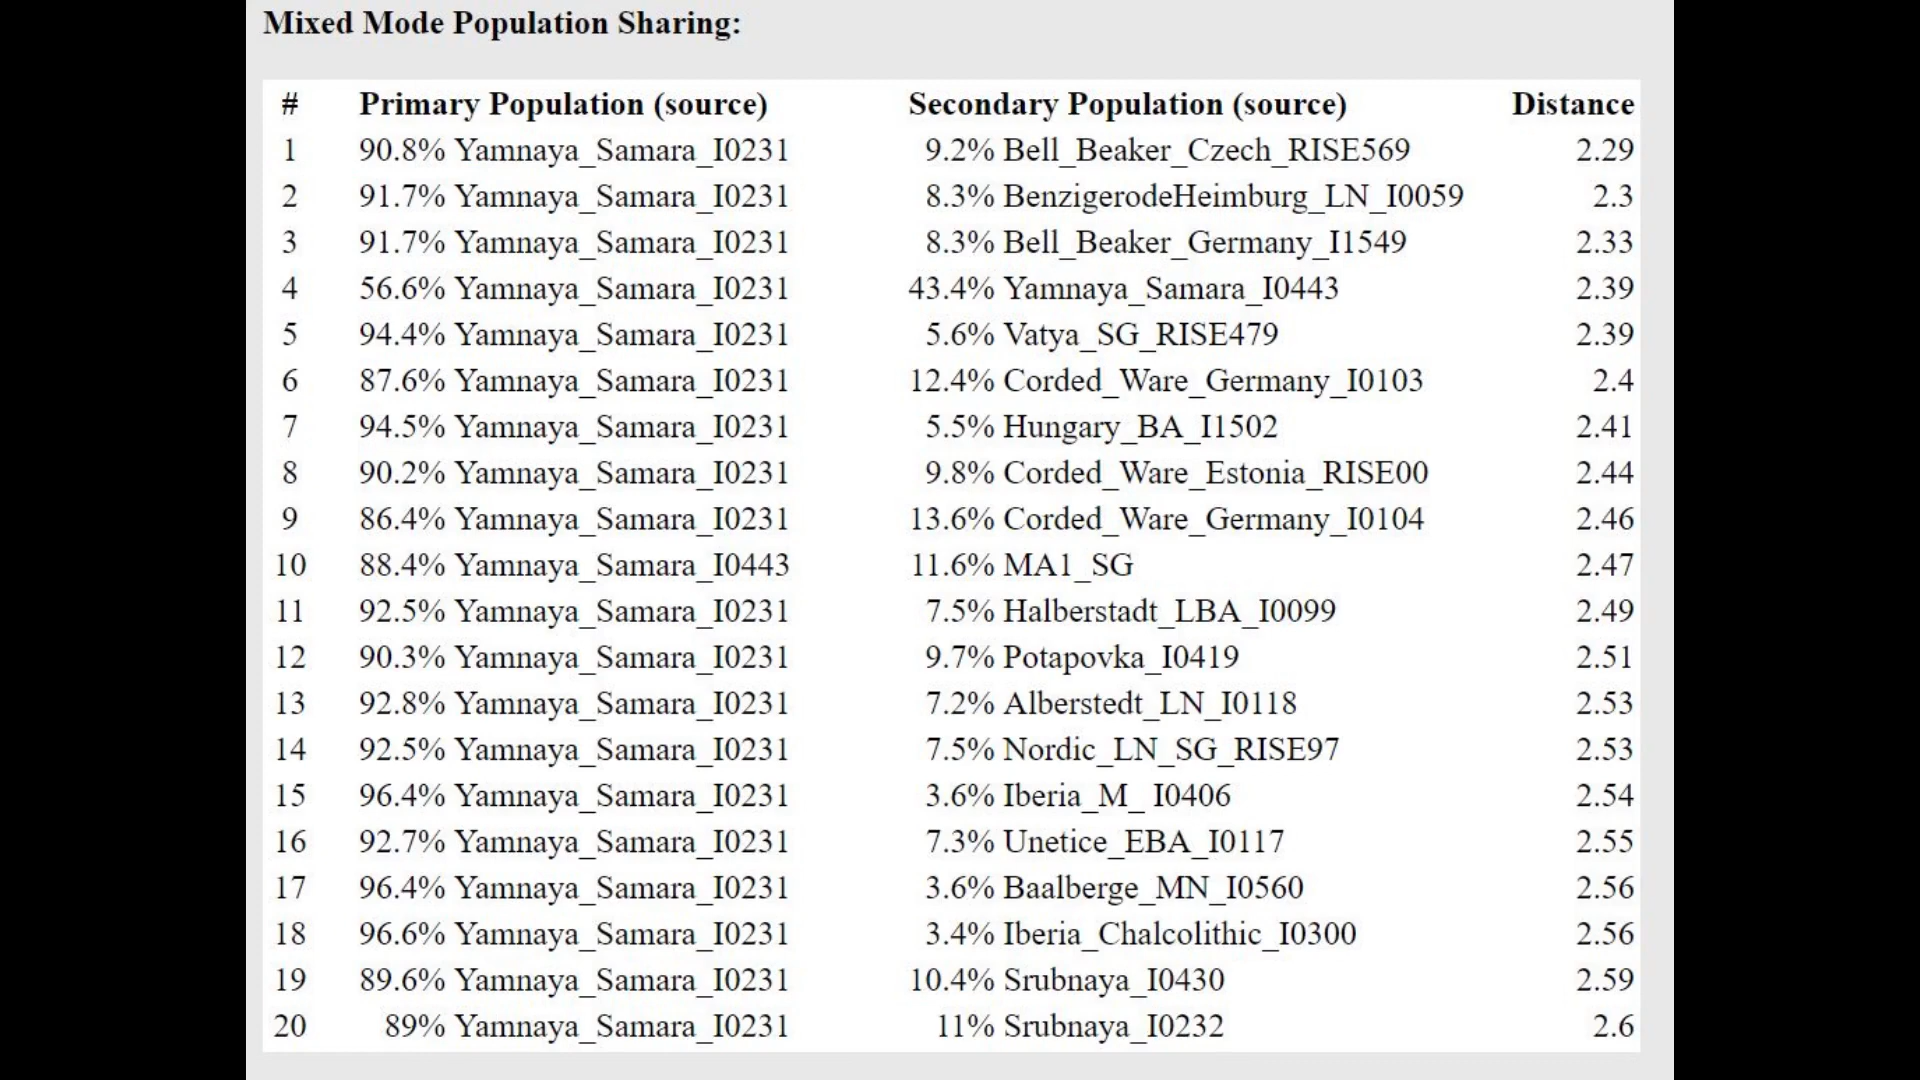 Mixed Mode Population Sharing:
# Primary Population (source) Secondary Population (source) Distance
1 90.8% Yamnaya_Samara_I0231 9.2% Bell_Beaker_Czech_RISE569 2.29
2 91.7% Yamnaya_Samara_I0231 8.3% BenzigerodeHeimburg_LN_I0059 2.3
3 91.7% Yamnaya_Samara_I0231 8.3% Bell_Beaker_Germany_I1549 2.33
4 56.6% Yamnaya_Samara_I0231 43.4% Yamnaya_Samara_I0443 2.39
5 94.4% Yamnaya_Samara_I0231 5.6% Vatya_SG_RISE479 2.39
6 87.6% Yamnaya_Samara_I0231 12.4% Corded_Ware_Germany_I0103 2.4
7 94.5% Yamnaya_Samara_I0231 5.5% Hungary_BA_I1502 2.41
8 90.2% Yamnaya_Samara_I0231 9.8% Corded_Ware_Estonia_RISE00 2.44
9 86.4% Yamnaya_Samara_I0231 13.6% Corded_Ware_Germany_I0104 2.46
10 88.4% Yamnaya_Samara_I0443 11.6% MA1_SG 2.47
11 92.5% Yamnaya_Samara_I0231 7.5% Halberstadt_LBA_I0099 2.49
12 90.3% Yamnaya_Samara_I0231 9.7% Potapovka_I0419 2.51
13 92.8% Yamnaya_Samara_I0231 7.2% Alberstedt_LN_I0118 2.53
14 92.5% Yamnaya_Samara_I0231 7.5% Nordic_LN_SG_RISE97 2.53
15 96.4% Yamnaya_Samara_I0231 3.6% Iberia_M_ I0406 2.54
16 92.7% Yamnaya_Samara_I0231 7.3% Unetice_EBA_I0117 2.55
17 96.4% Yamnaya_Samara_I0231 3.6% Baalberge_MN_I0560 2.56
18 96.6% Yamnaya_Samara_I0231 3.4% Iberia_Chalcolithic_I0300 2.56
19 89.6% Yamnaya_Samara_I0231 10.4% Srubnaya_I0430 2.59
20 89% Yamnaya_Samara_I0231 11% Srubnaya_I0232 2.6